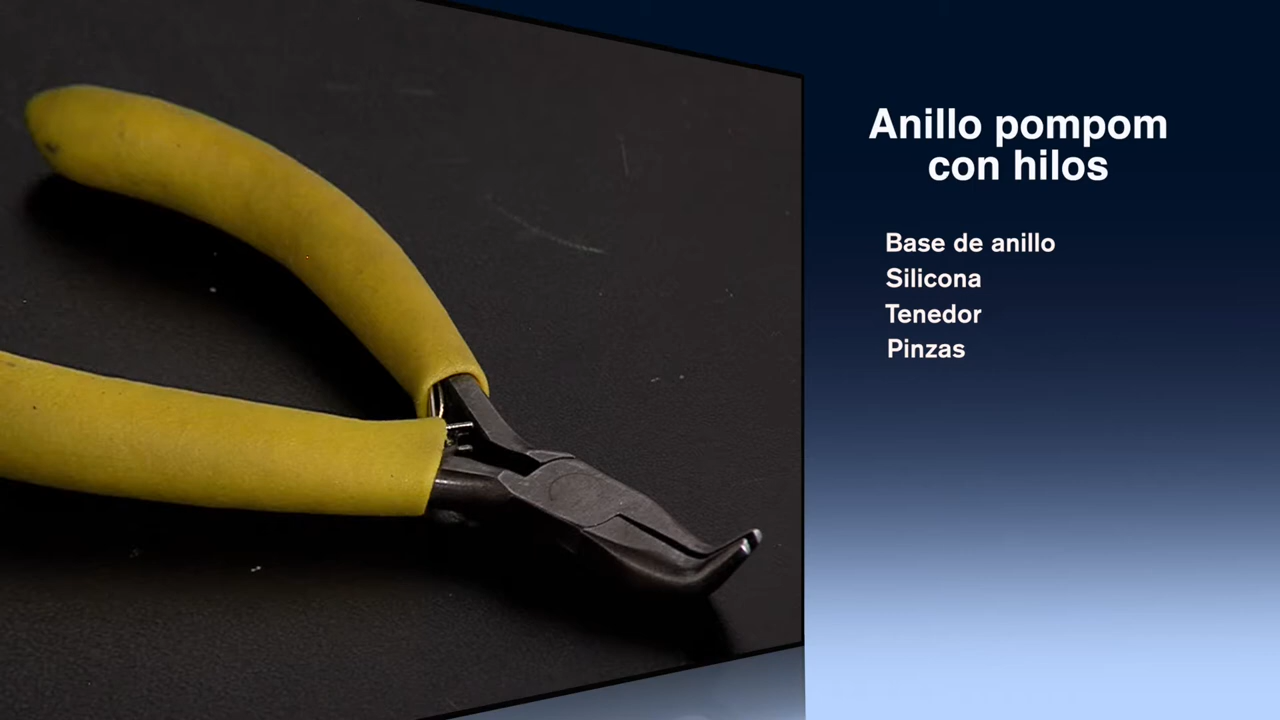 Anillo pompom
con hilos
Base de anillo
Silicona
Tenedor
Pinzas